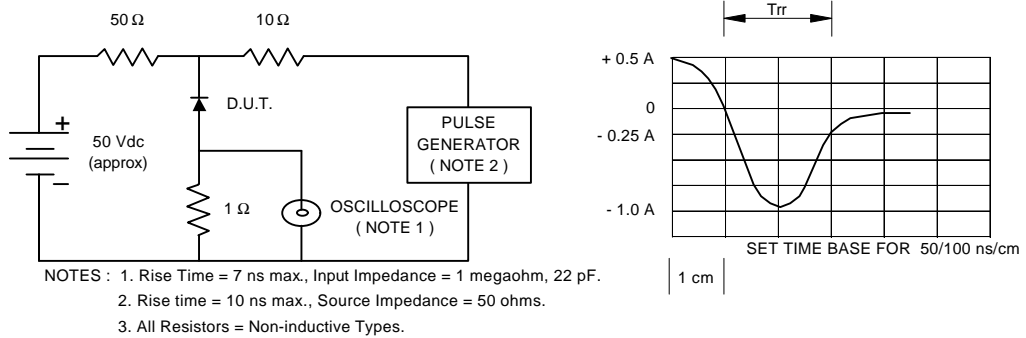 50 Ω
10 Ω
Trr
+ 0.5 A
0
- 0.25 A
- 1.0 A
D.U.T.
+
50 Vdc
(approx)
−
PULSE
GENERATOR
( NOTE 2 )
1 Ω
OSCILLOSCOPE
( NOTE 1 )
SET TIME BASE FOR 50/100 ns/cm
1 cm
NOTES : 1. Rise Time = 7 ns max., Input Impedance = 1 megaohm, 22 pF.
2. Rise time = 10 ns max., Source Impedance = 50 ohms.
3. All Resistors = Non-inductive Types.